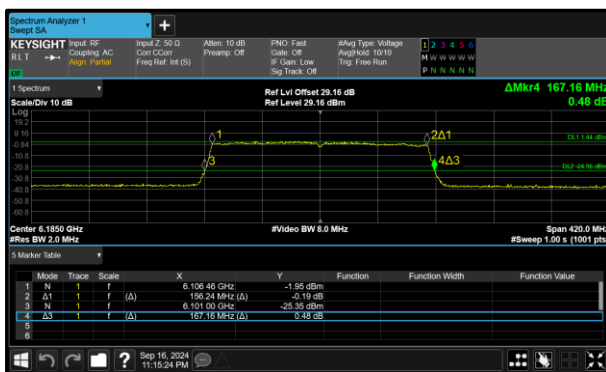 Spectrum Analyzer 1
Swept SA
+
KEYSIGHT Input: RF Input Z: 50 Ω Atten: 10 dB PNO: Fast #Avg Type: Voltage 1 2 3 4 5 6
RLT Coupling: AC Corr CCorr Preamp: Off Gate: Off Avg|Hold: 10/10 M W W W W W
Align: Partial Freq Ref: Int (S) IF Gain: Low Trig: Free Run
Sig Track: Off P N N N N N
1 Spectrum Ref Lvl Offset 29.16 dB ΔMkr4 167.16 MHz
Scale/Div 10 dB Ref Level 29.16 dBm 0.48 dB
Log
19.2
9.16 1 2Δ1 DL1 1.44 dBm
-0.84
-10.8 3 4Δ3
-20.8 DL2 -24.56 dBm
-30.8
-40.8
-50.8
-60.8
Center 6.1850 GHz #Video BW 8.0 MHz Span 420.0 MHz
#Res BW 2.0 MHz #Sweep 1.00 s (1001 pts)
5 Marker Table
Mode Trace Scale X Y Function Function Width Function Value
1 N 1 f 6.106 46 GHz -1.95 dBm
2 Δ1 1 f (Δ) 156.24 MHz (Δ) -0.19 dB
3 N 1 f 6.101 00 GHz -25.35 dBm
4 Δ3 1 f (Δ) 167.16 MHz (Δ) 0.48 dB
5
6
? Sep 16, 2024
11:15:24 PM